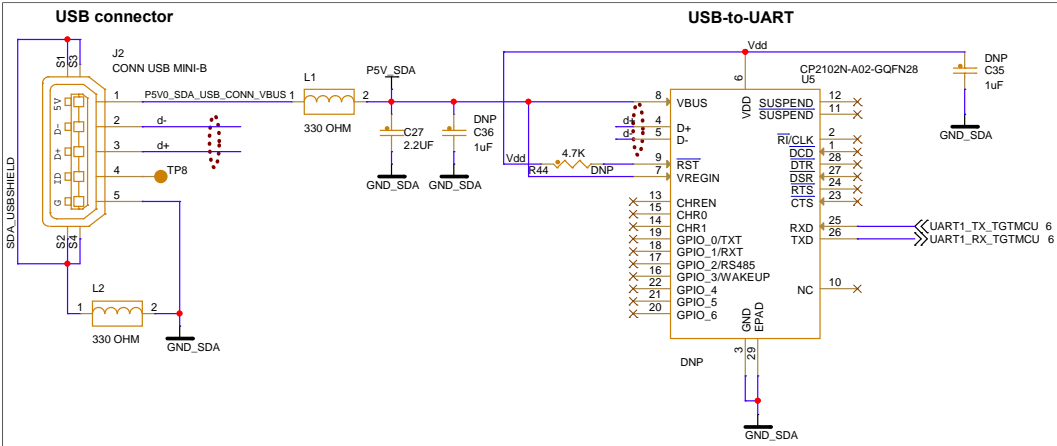 USB connector
USB-to-UART
J2
CONN USB MINI-B
S1
S3
5V
D-
D+
ID
G
1
2
3
4
5
S2
S4
SDA_USBSHIELD
P5V0_SDA_USB_CONN_VBUS
d-
d+
TP8
L1
1
2
330 OHM
P5V_SDA
C27
2.2UF
GND_SDA
DNP
C36
1uF
GND_SDA
L2
1
2
330 OHM
GND_SDA
Vdd
DNP
C35
1uF
GND_SDA
CP2102N-A02-GQFN28
U5
Vdd
R44
4.7K
DNP
d+
d-
6
VDD
8
VBUS
4
D+
5
D-
9
RST
7
VREGIN
13
CHREN
15
CHR0
14
CHR1
19
GPIO_0/TXT
18
GPIO_1/RXT
17
GPIO_2/RS485
16
GPIO_3/WAKEUP
22
GPIO_4
21
GPIO_5
20
GPIO_6
SUSPEND
12
SUSPEND
11
RI/CLK
2
DCD
1
DTR
28
DSR
27
RTS
24
CTS
23
RXD
25
UART1_TX_TGTMCU 6
TXD
26
UART1_RX_TGTMCU 6
NC
10
GND
EPAD
3
29
DNP
GND_SDA